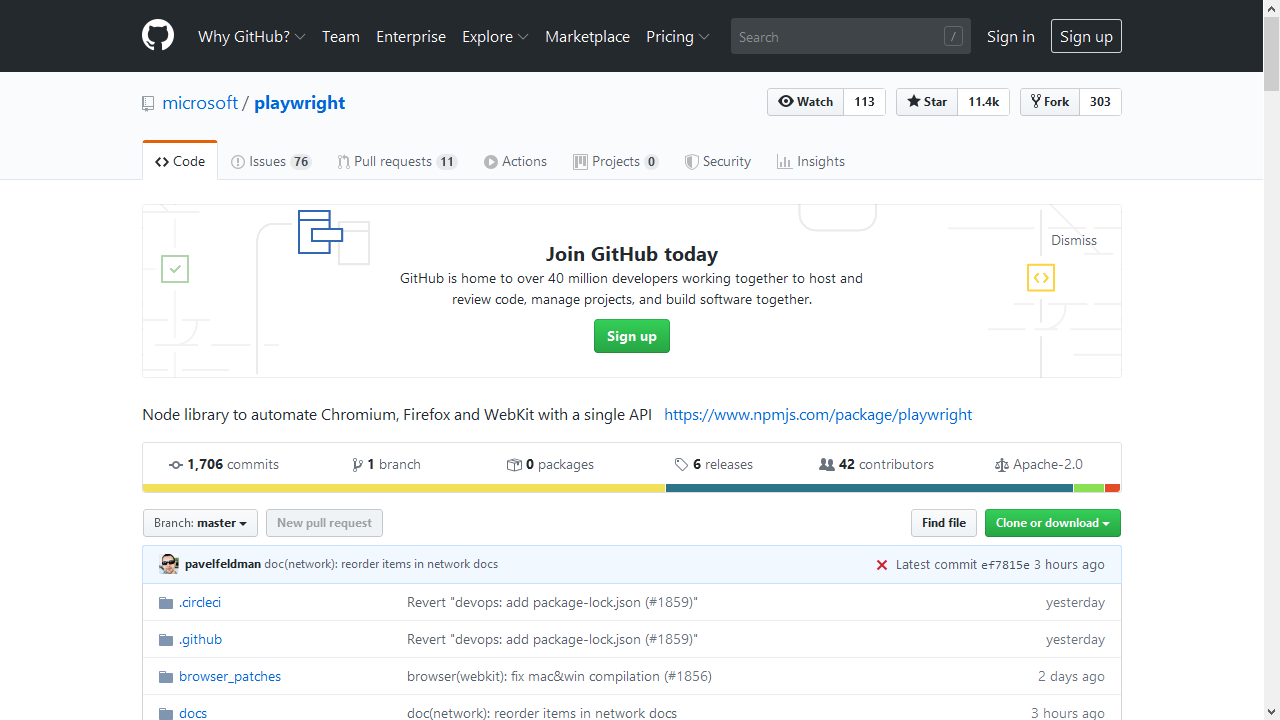 Why GitHub? Team Enterprise Explore Marketplace Pricing Search / Sign in Sign up
microsoft / playwright Watch 113 Star 11.4k Fork 303
Code Issues 76 Pull requests 11 Actions Projects 0 Security Insights
Dismiss
Join GitHub today
GitHub is home to over 40 million developers working together to host and
review code, manage projects, and build software together.
Sign up
Node library to automate Chromium, Firefox and WebKit with a single API https://www.npmjs.com/package/playwright
1,706 commits 1 branch 0 packages 6 releases 42 contributors Apache-2.0
Branch: master New pull request Find file Clone or download
pavelfeldman doc(network): reorder items in network docs Latest commit ef7815e 3 hours ago
.circleci Revert "devops: add package-lock.json (#1859)" yesterday
.github Revert "devops: add package-lock.json (#1859)" yesterday
browser_patches browser(webkit): fix mac&win compilation (#1856) 2 days ago
docs doc(network): reorder items in network docs 3 hours ago